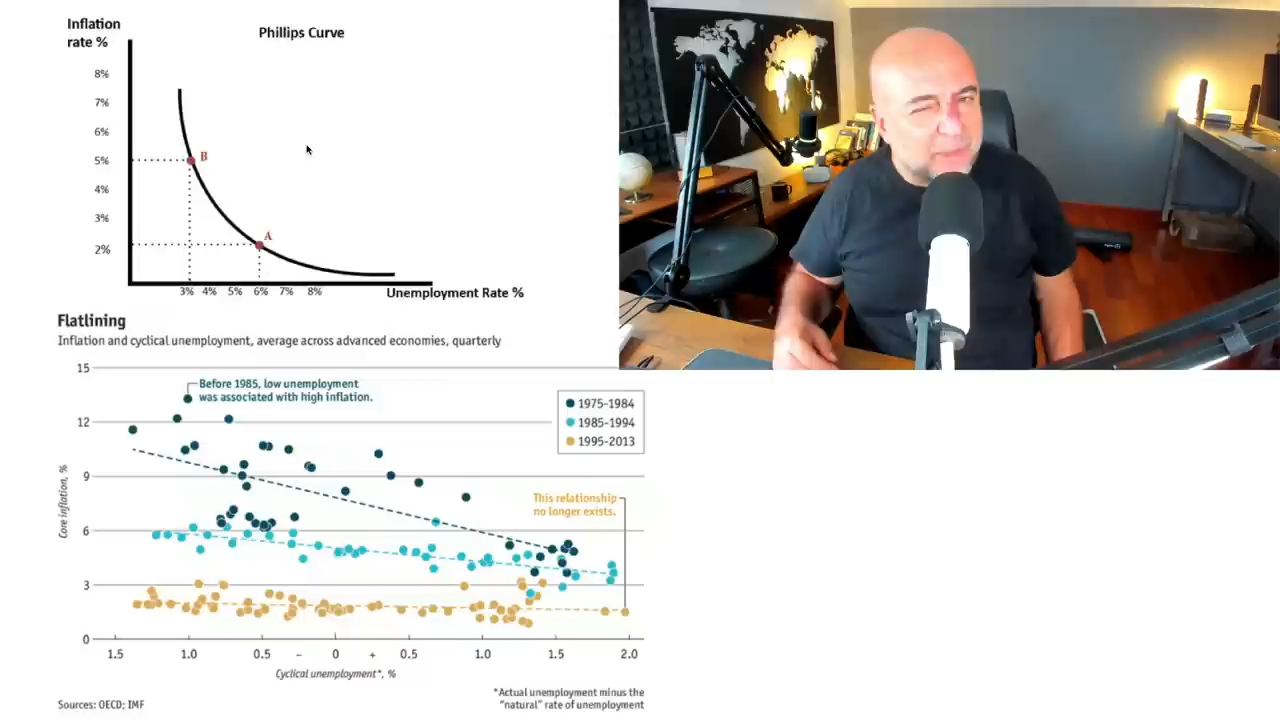 Inflation
rate %
Phillips Curve
8%
7%
6%
5%
4%
3%
2%
B
A
3% 4% 5% 6% 7% 8%
Unemployment Rate %
Flatlining
Inflation and cyclical unemployment, average across advanced economies, quarterly
15
12
9
6
3
0
Core inflation, %
Before 1985, low unemployment
was associated with high inflation.
1975-1984
1985-1994
1995-2013
This relationship
no longer exists.
1.5 1.0 0.5 – 0 + 0.5 1.0 1.5 2.0
Cyclical unemployment*, %
*Actual unemployment minus the
"natural" rate of unemployment
Sources: OECD; IMF